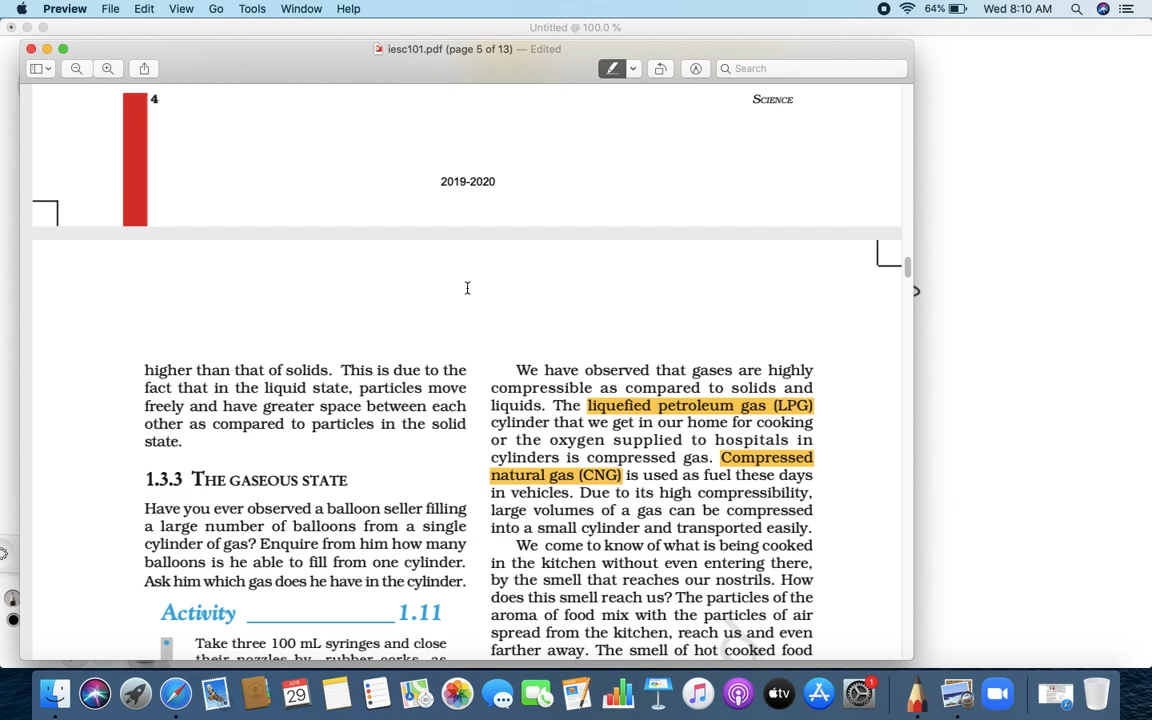 Preview File Edit View Go Tools Window Help 64% Wed 8:10 AM
Untitled @ 100.0 %
iesc101.pdf (page 5 of 13) — Edited
Search
4 SCIENCE
2019-2020
higher than that of solids. This is due to the
fact that in the liquid state, particles move
freely and have greater space between each
other as compared to particles in the solid
state.
1.3.3 THE GASEOUS STATE
Have you ever observed a balloon seller filling
a large number of balloons from a single
cylinder of gas? Enquire from him how many
balloons is he able to fill from one cylinder.
Ask him which gas does he have in the cylinder.
Activity ______________ 1.11
• Take three 100 mL syringes and close
their nozzles by rubber corks, as
We have observed that gases are highly
compressible as compared to solids and
liquids. The liquefied petroleum gas (LPG)
cylinder that we get in our home for cooking
or the oxygen supplied to hospitals in
cylinders is compressed gas. Compressed
natural gas (CNG) is used as fuel these days
in vehicles. Due to its high compressibility,
large volumes of a gas can be compressed
into a small cylinder and transported easily.
We come to know of what is being cooked
in the kitchen without even entering there,
by the smell that reaches our nostrils. How
does this smell reach us? The particles of the
aroma of food mix with the particles of air
spread from the kitchen, reach us and even
farther away. The smell of hot cooked food
APR
29
tv
1